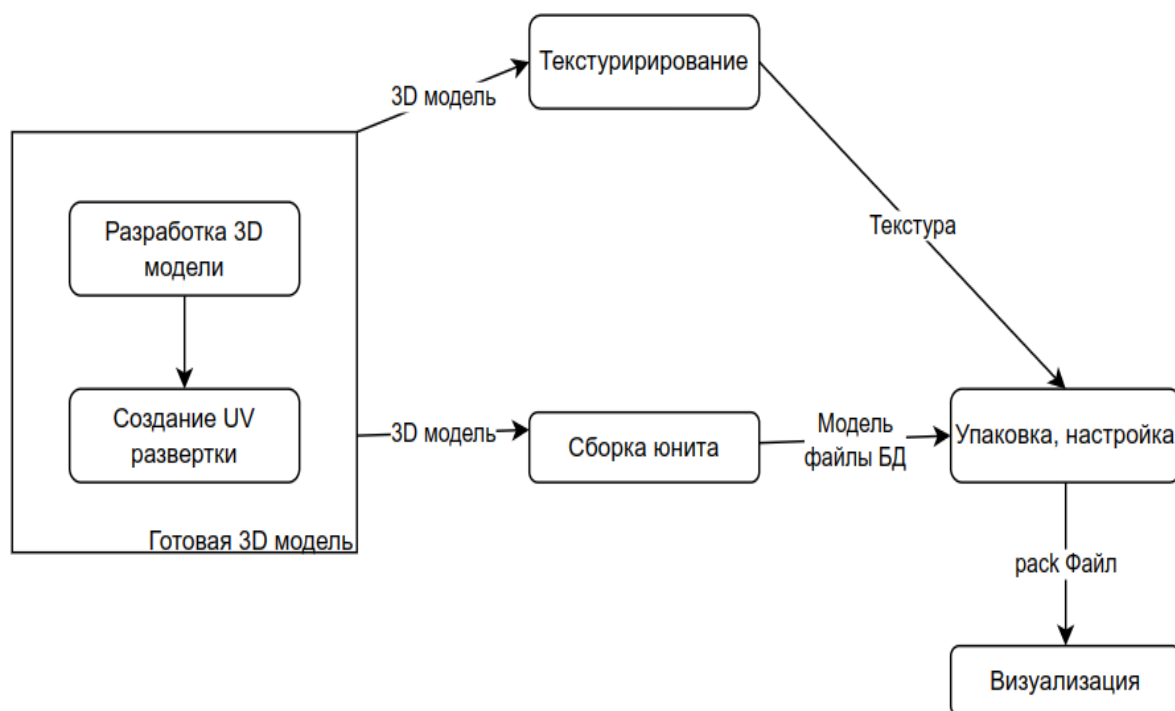 Текстуририрование
3D модель
Разработка 3D
модели
Текстура
Создание UV
развертки
3D модель
Сборка юнита
Модель
файлы БД
Упаковка, настройка
Готовая 3D модель
pack Файл
Визуализация